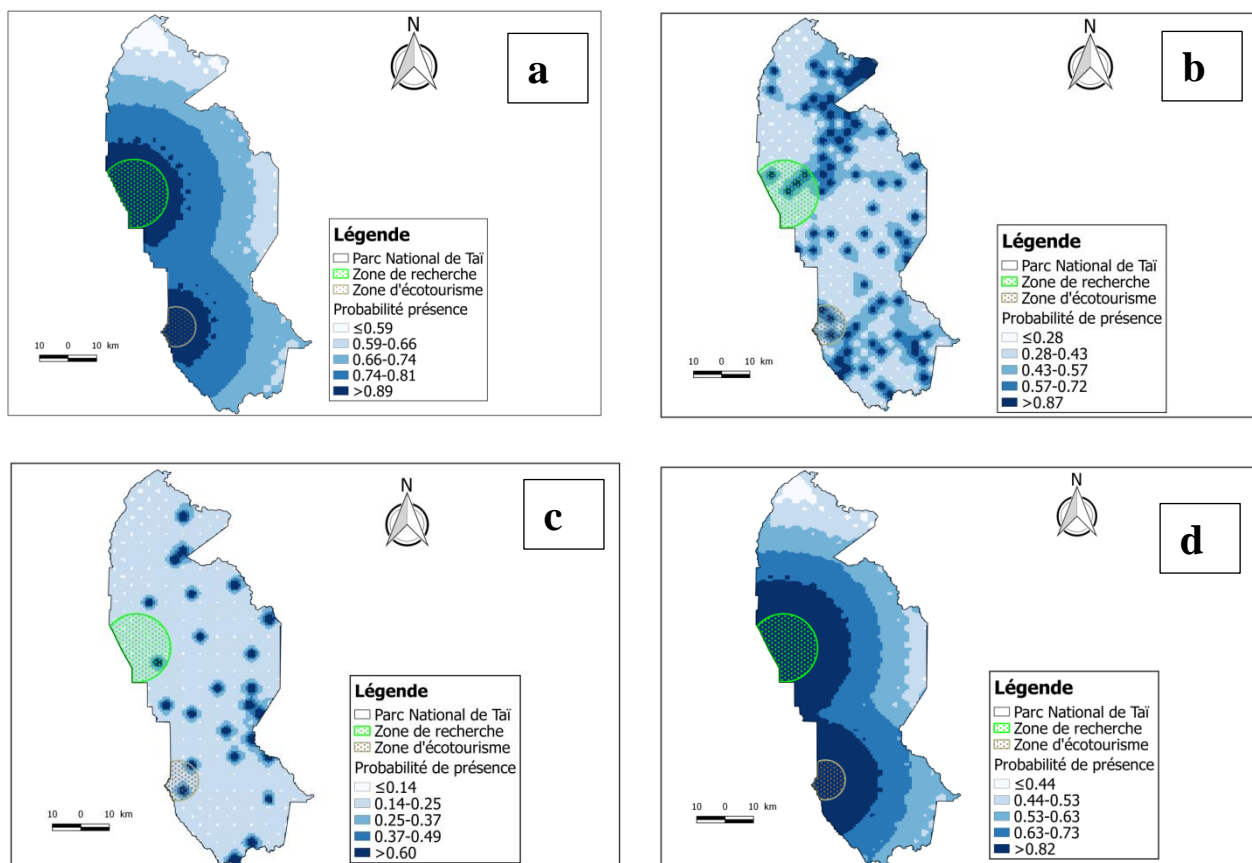 N
a
Légende
Parc National de Taï
Zone de recherche
Zone d'écotourisme
Probabilité présence
≤0.59
0.59-0.66
0.66-0.74
0.74-0.81
>0.89
10 0 10 km
N
b
Légende
Parc National de Taï
Zone de recherche
Zone d'écotourisme
Probabilité de présence
≤0.28
0.28-0.43
0.43-0.57
0.57-0.72
>0.87
10 0 10 km
N
c
Légende
Parc National de Taï
Zone de recherche
Zone d'écotourisme
Probabilité de présence
≤0.14
0.14-0.25
0.25-0.37
0.37-0.49
>0.60
10 0 10 km
N
d
Légende
Parc National de Taï
Zone de recherche
Zone d'écotourisme
Probabilité de présence
≤0.44
0.44-0.53
0.53-0.63
0.63-0.73
>0.82
10 0 10 km